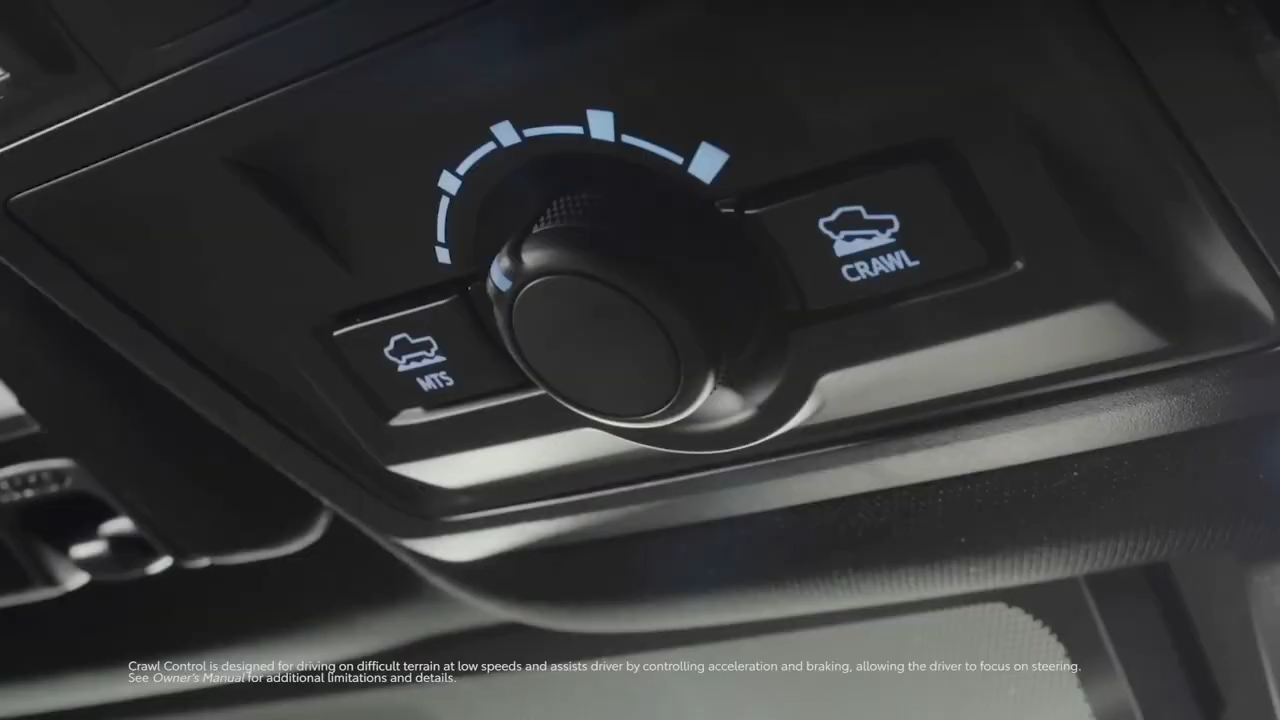 CRAWL
MTS
Crawl Control is designed for driving on difficult terrain at low speeds and assists driver by controlling acceleration and braking, allowing the driver to focus on steering.
See Owner's Manual for additional limitations and details.